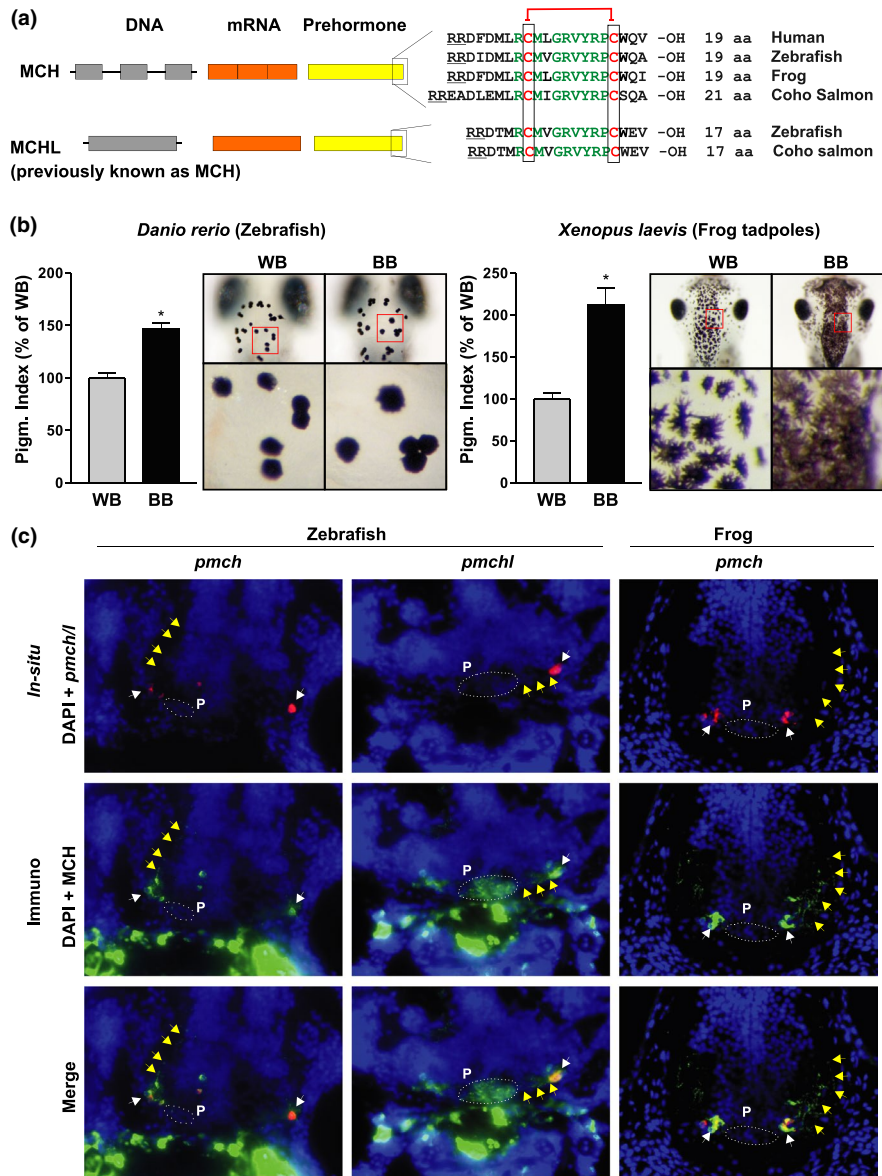 (a)
DNA mRNA Prehormone
MCH
MCHL
(previously known as MCH)
RRDFDMLRCMLGRVYRPCWQV -OH 19 aa Human
RRDIDMLRCMVGRVYRPCWQA -OH 19 aa Zebrafish
RRDFDMLRCMLGRVYRPCWQI -OH 19 aa Frog
RREADLEMLRCMIGRVYRPCSQA -OH 21 aa Coho Salmon
RRDTMRCMVGRVYRPCWEV -OH 17 aa Zebrafish
RRDTMRCMVGRVYRPCWEV -OH 17 aa Coho salmon
(b)
Danio rerio (Zebrafish)
Pigm. Index (% of WB)
200
150
100
50
0
*
WB BB
WB BB
Xenopus laevis (Frog tadpoles)
Pigm. Index (% of WB)
250
200
150
100
50
0
*
WB BB
WB BB
(c)
Zebrafish Frog
pmch pmchl pmch
In-situ
DAPI + pmch/l
P P P
Immuno
DAPI + MCH
P P P
Merge
P P P